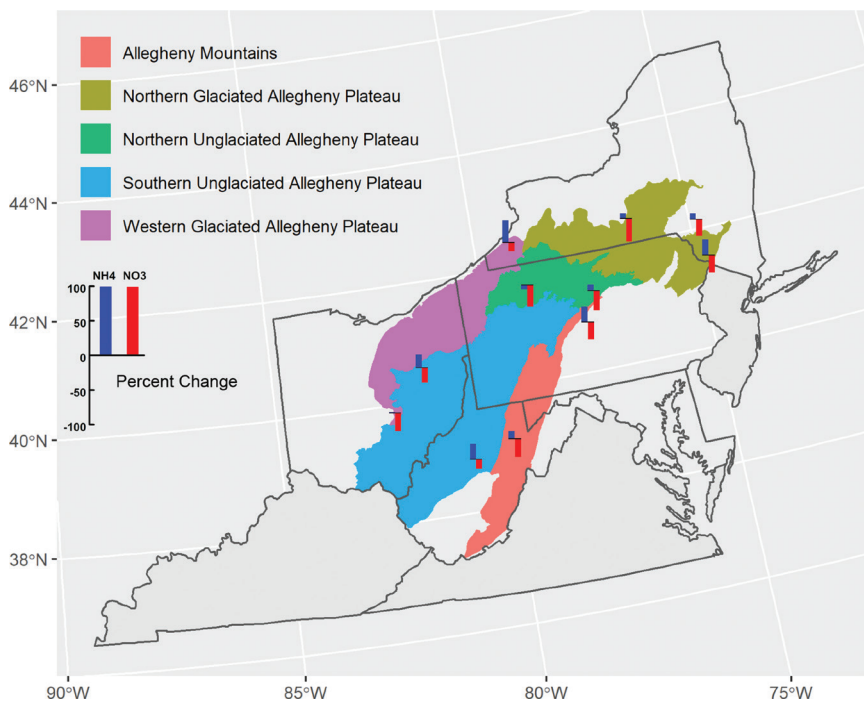 Allegheny Mountains
Northern Glaciated Allegheny Plateau
Northern Unglaciated Allegheny Plateau
Southern Unglaciated Allegheny Plateau
Western Glaciated Allegheny Plateau
46°N
44°N
42°N
40°N
38°N
NH4 NO3
100
50
0
-50
-100
Percent Change
90°W 85°W 80°W 75°W